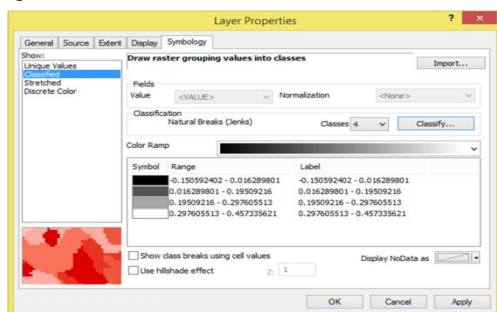 Layer Properties ? ×
General Source Extent Display Symbology
Show:
Unique Values
Classified
Stretched
Discrete Color
Draw raster grouping values into classes
Import...
Fields
Value <VALUE> Normalization <None>
Classification
Natural Breaks (Jenks) Classes 4 Classify...
Color Ramp
Symbol Range Label
-0.150592402 - 0.016289801 -0.150592402 - 0.016289801
0.016289801 - 0.19509216 0.016289801 - 0.19509216
0.19509216 - 0.297605513 0.19509216 - 0.297605513
0.297605513 - 0.457335621 0.297605513 - 0.457335621
Show class breaks using cell values Display NoData as
Use hillshade effect Z: 1
OK Cancel Apply